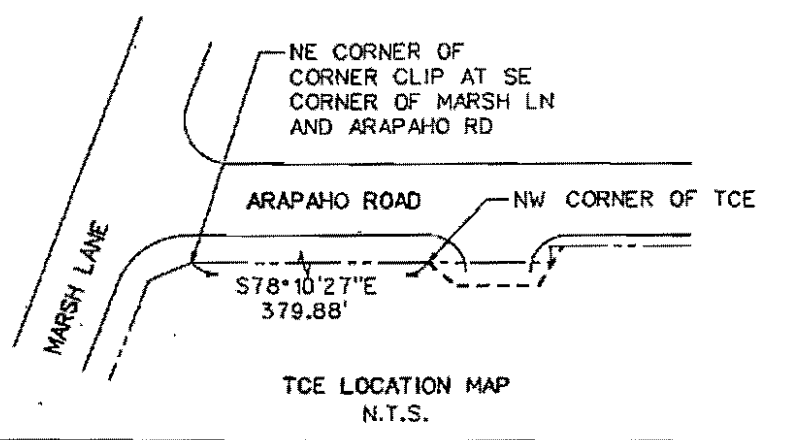 NE CORNER OF
CORNER CLIP AT SE
CORNER OF MARSH LN
AND ARAPAHO RD
ARAPAHO ROAD
NW CORNER OF TCE
MARSH LANE
S78°10'27"E
379.88'
TCE LOCATION MAP
N.T.S.